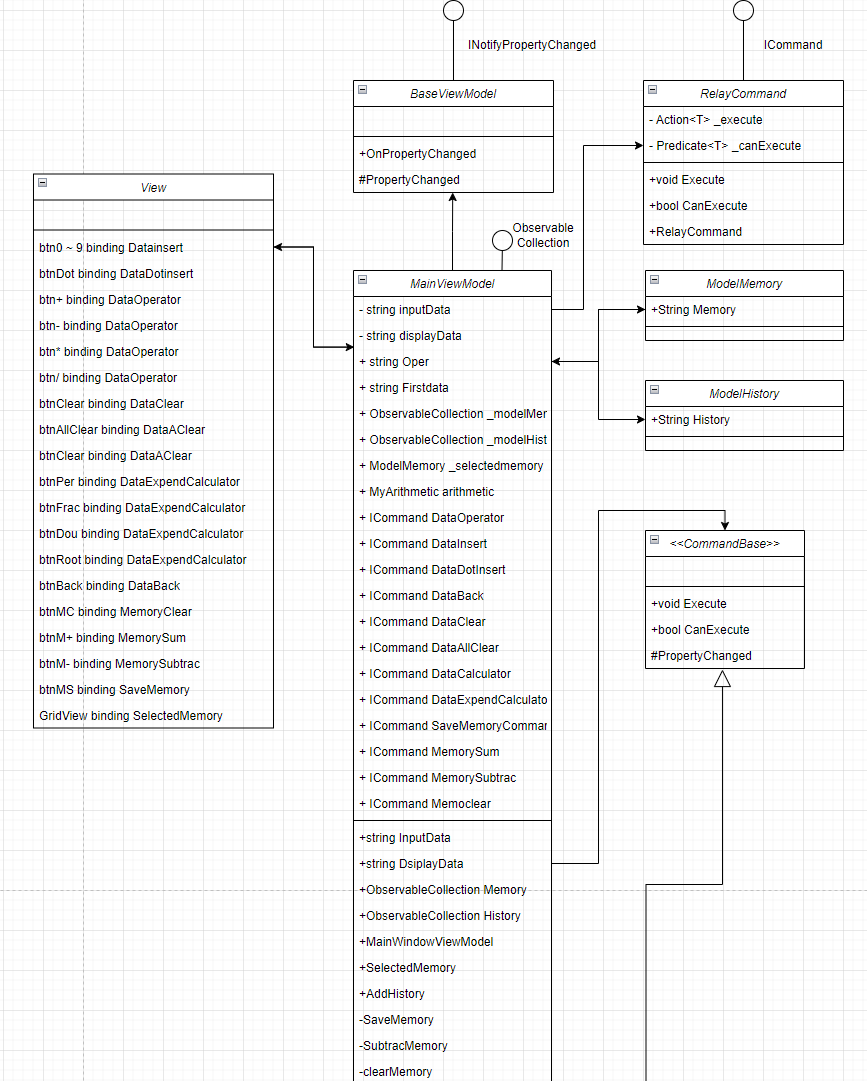 INotifyPropertyChanged
ICommand
BaseViewModel
+OnPropertyChanged
#PropertyChanged
RelayCommand
- Action<T> _execute
- Predicate<T> _canExecute
+void Execute
+bool CanExecute
+RelayCommand
View
btn0 ~ 9 binding Datainsert
btnDot binding DataDotinsert
btn+ binding DataOperator
btn- binding DataOperator
btn* binding DataOperator
btn/ binding DataOperator
btnClear binding DataClear
btnAllClear binding DataAClear
btnClear binding DataAClear
btnPer binding DataExpendCalculator
btnFrac binding DataExpendCalculator
btnDou binding DataExpendCalculator
btnRoot binding DataExpendCalculator
btnBack binding DataBack
btnMC binding MemoryClear
btnM+ binding MemorySum
btnM- binding MemorySubtrac
btnMS binding SaveMemory
GridView binding SelectedMemory
Observable
Collection
MainViewModel
- string inputData
- string displayData
+ string Oper
+ string Firstdata
+ ObservableCollection _modelMer
+ ObservableCollection _modelHist
+ ModelMemory _selectedmemory
+ MyArithmetic arithmetic
+ ICommand DataOperator
+ ICommand DataInsert
+ ICommand DataDotInsert
+ ICommand DataBack
+ ICommand DataClear
+ ICommand DataAllClear
+ ICommand DataCalculator
+ ICommand DataExpendCalculato
+ ICommand SaveMemoryCommar
+ ICommand MemorySum
+ ICommand MemorySubtrac
+ ICommand Memoclear
+string InputData
+string DsiplayData
+ObservableCollection Memory
+ObservableCollection History
+MainWindowViewModel
+SelectedMemory
+AddHistory
-SaveMemory
-SubtracMemory
-clearMemory
ModelMemory
+String Memory
ModelHistory
+String History
<<CommandBase>>
+void Execute
+bool CanExecute
#PropertyChanged